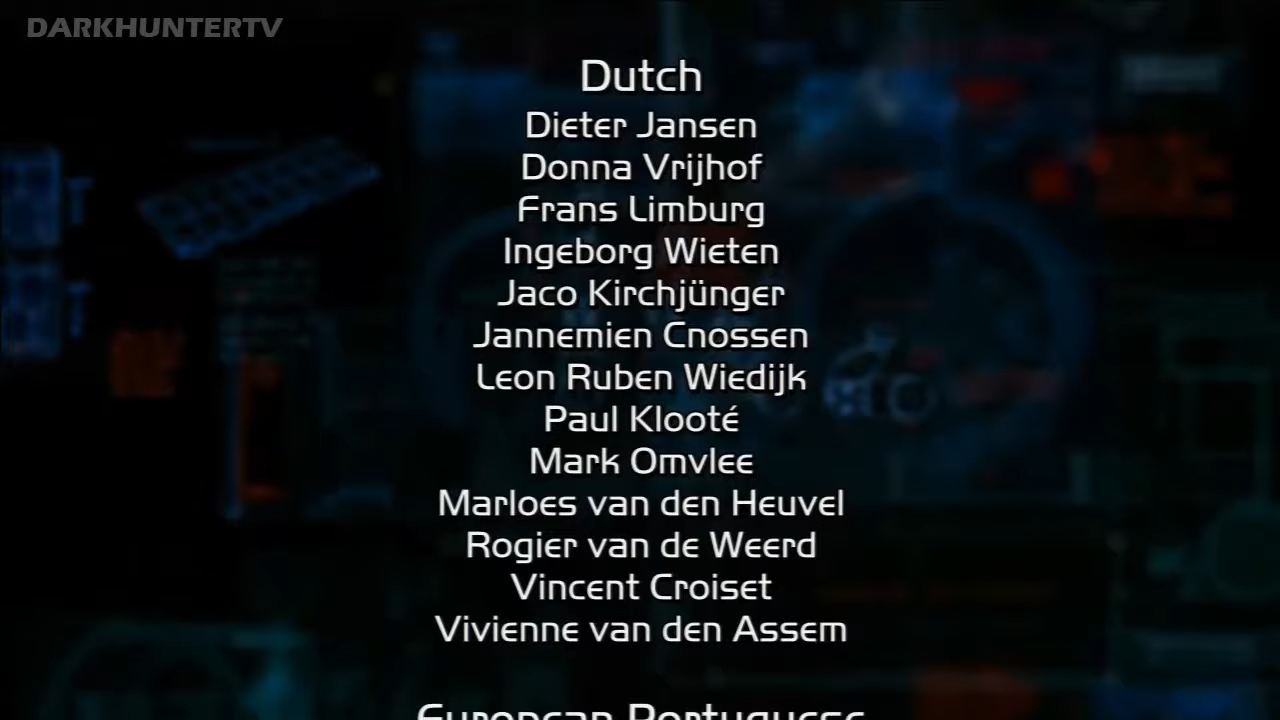 DARKHUNTERTV
Dutch
Dieter Jansen
Donna Vrijhof
Frans Limburg
Ingeborg Wieten
Jaco Kirchjünger
Jannemien Cnossen
Leon Ruben Wiedijk
Paul Klooté
Mark Omvlee
Marloes van den Heuvel
Rogier van de Weerd
Vincent Croiset
Vivienne van den Assem
European Portuguese